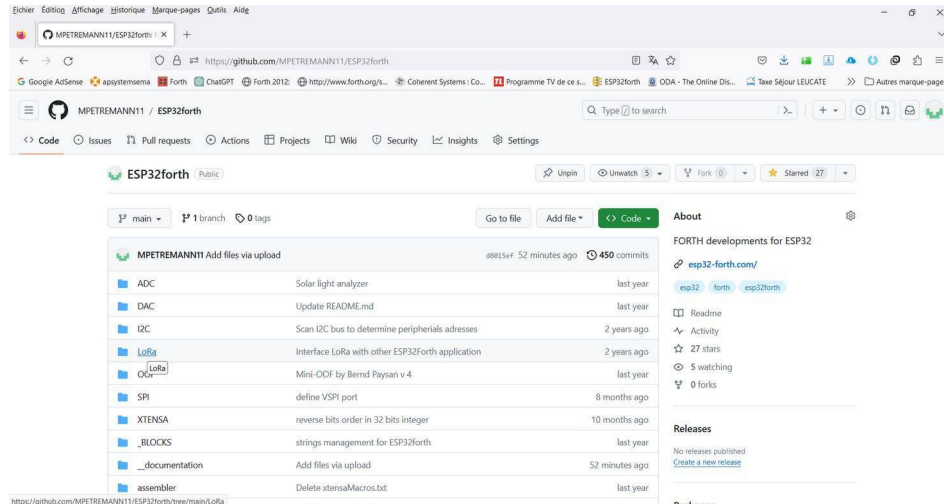 Fichier Édition Affichage Historique Marque-pages Outils Aide
MPETREMANN11/ESP32forth:
https://github.com/MPETREMANN11/ESP32forth
Google AdSense apsystemsema Forth ChatGPT Forth 2012: http://www.forth.org/s... Coherent Systems : Co... Programme TV de ce s... ESP32forth ODA - The Online Dis... Taxe Séjour LEUCATE Autres marque-page
MPETREMANN11 / ESP32forth Type / to search
Code Issues Pull requests Actions Projects Wiki Security Insights Settings
ESP32forth Public Unpin Unwatch 5 Fork 0 Starred 27
main 1 branch 0 tags Go to file Add file Code
MPETREMANN11 Add files via upload d8015ef 52 minutes ago 450 commits
ADC Solar light analyzer last year
DAC Update README.md last year
I2C Scan I2C bus to determine peripherials adresses 2 years ago
LoRa Interface LoRa with other ESP32Forth application 2 years ago
LoRa
Mini-OOF by Bernd Paysan v 4 last year
SPI define VSPI port 8 months ago
XTENSA reverse bits order in 32 bits integer 10 months ago
_BLOCKS strings management for ESP32forth last year
__documentation Add files via upload 52 minutes ago
assembler Delete xtensaMacros.txt last year
About
FORTH developments for ESP32
esp32-forth.com/
esp32 forth esp32forth
Readme
Activity
27 stars
5 watching
0 forks
Releases
No releases published
Create a new release
https://github.com/MPETREMANN11/ESP32forth/tree/main/LoRa